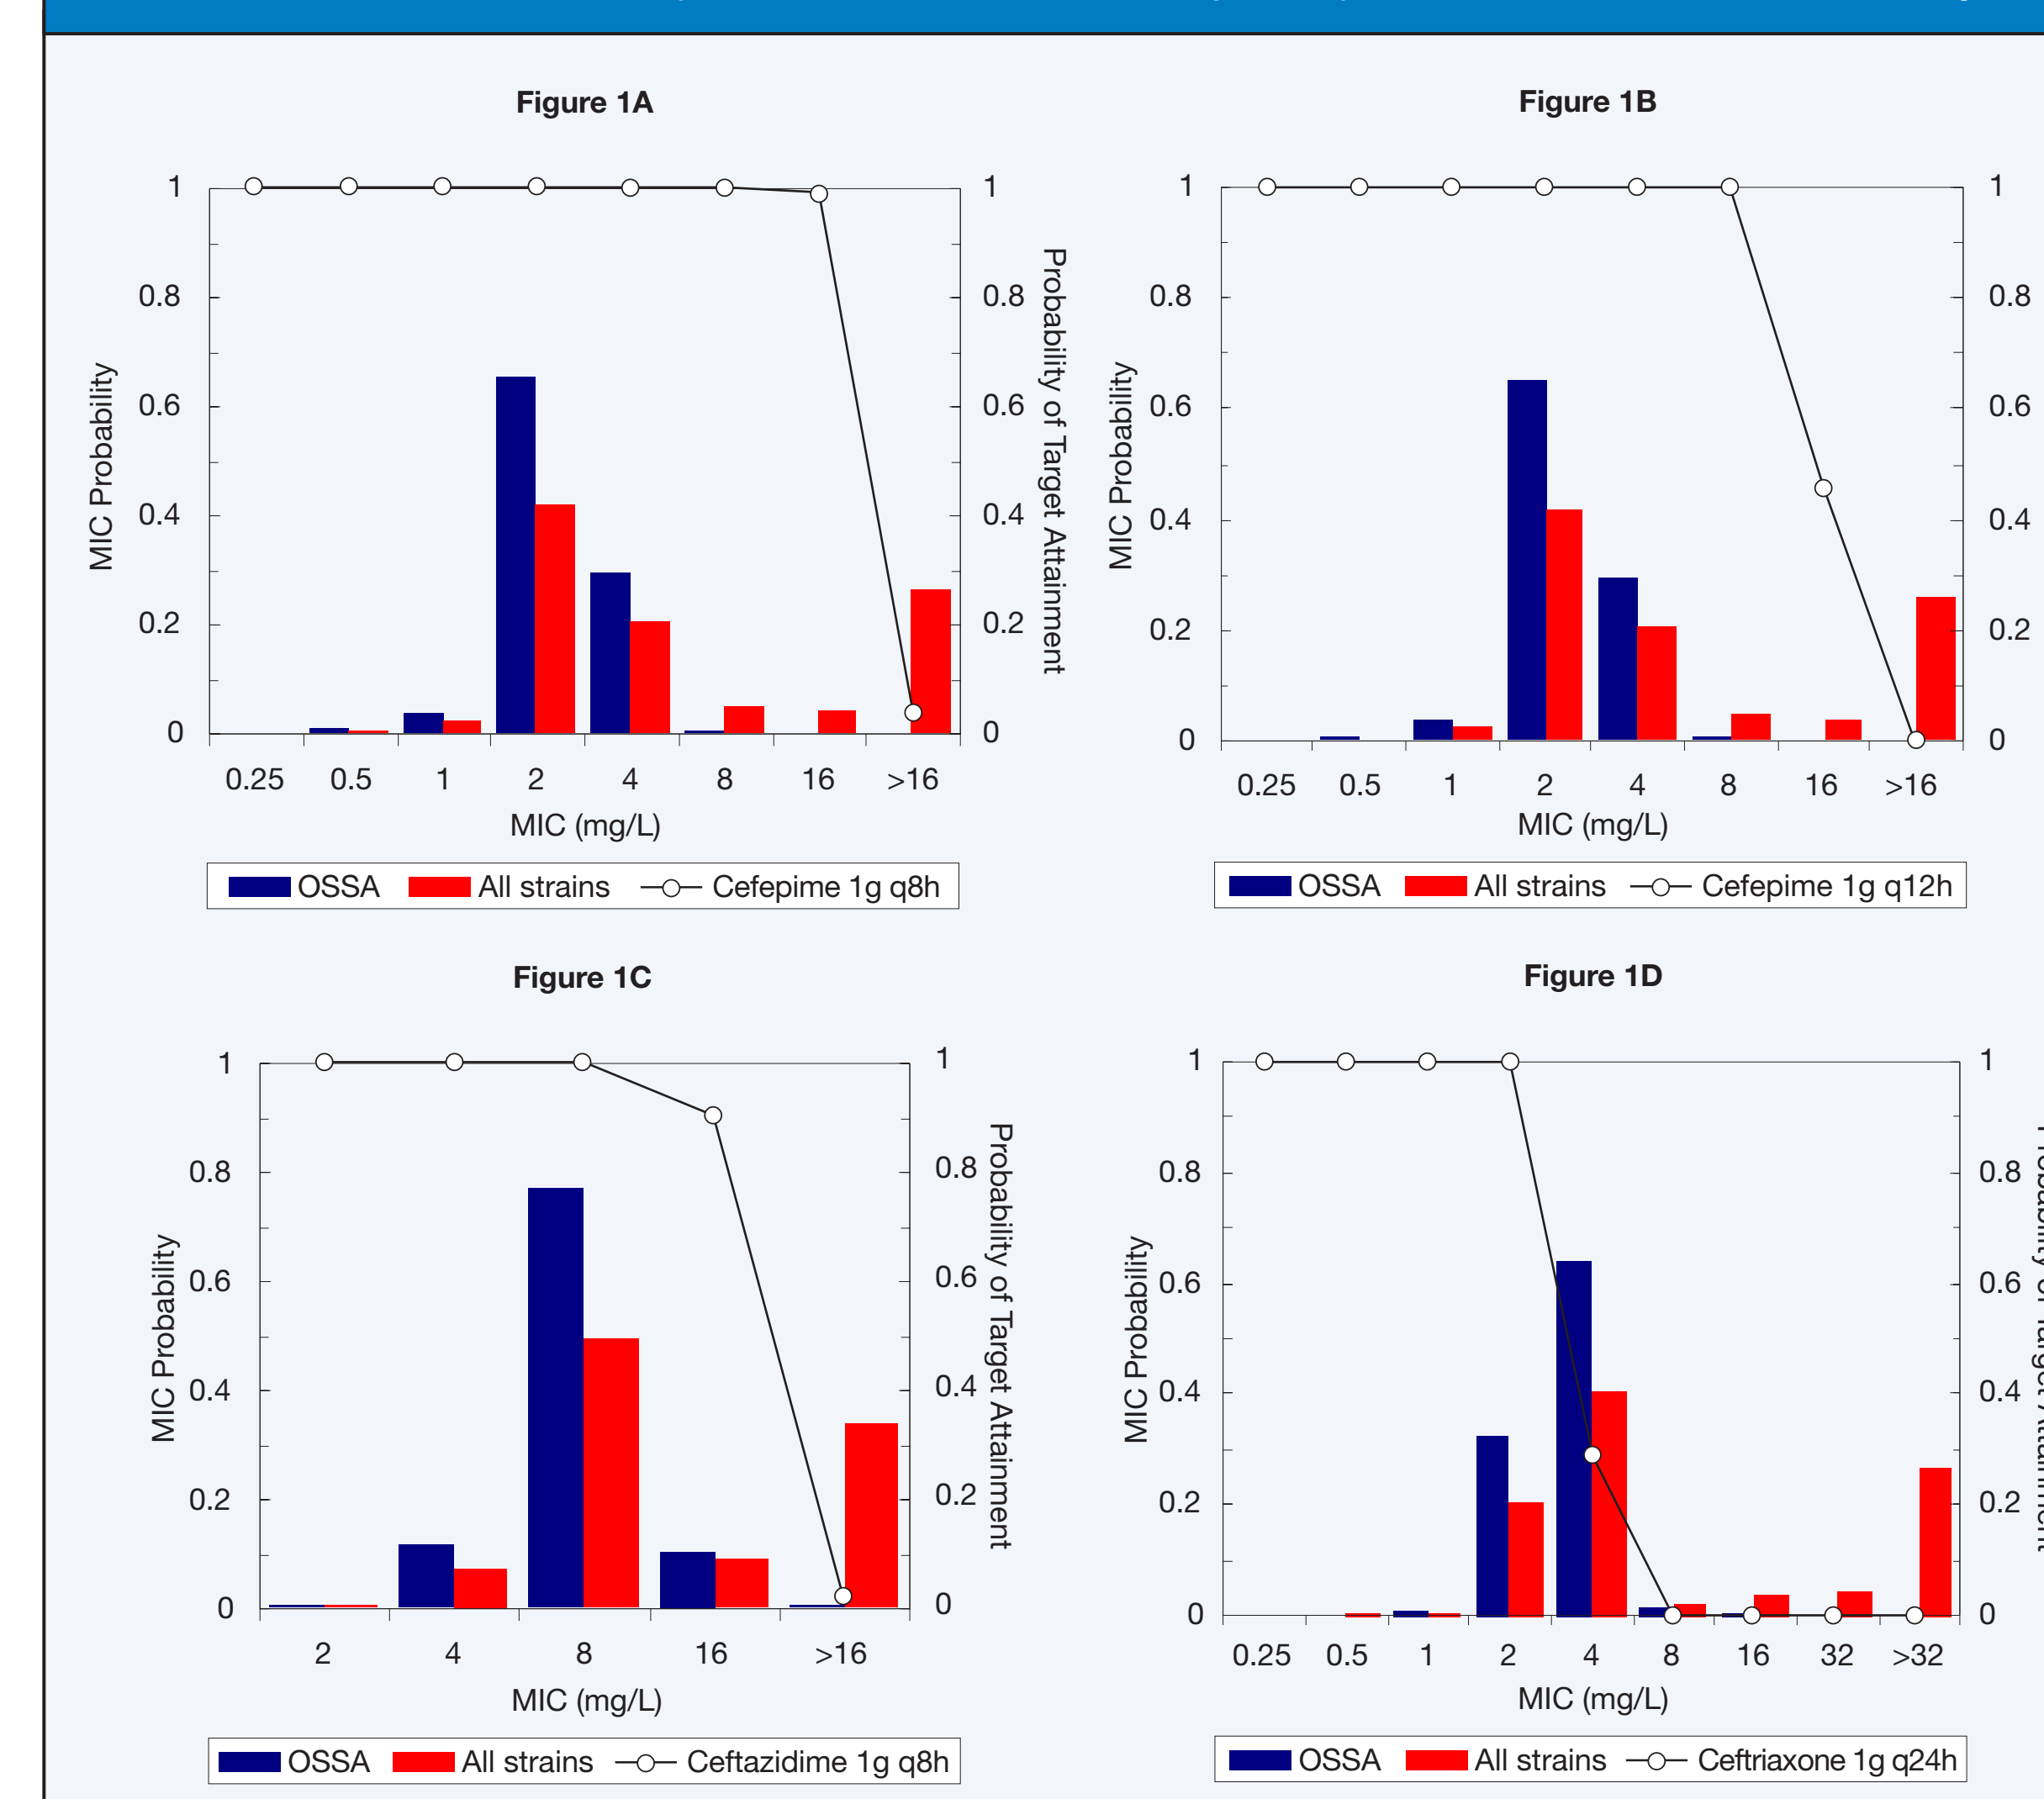 Figure 1A
1
0.8
0.6
0.4
0.2
0
MIC Probability
1
0.8
0.6
0.4
0.2
0
Probability of Target Attainment
0.25 0.5 1 2 4 8 16 >16
MIC (mg/L)
OSSA All strains Cefepime 1g q8h
Figure 1B
1
0.8
0.6
0.4
0.2
0
MIC Probability
1
0.8
0.6
0.4
0.2
0
0.25 0.5 1 2 4 8 16 >16
MIC (mg/L)
OSSA All strains Cefepime 1g q12h
Figure 1C
1
0.8
0.6
0.4
0.2
0
MIC Probability
1
0.8
0.6
0.4
0.2
0
Probability of Target Attainment
2 4 8 16 >16
MIC (mg/L)
OSSA All strains Ceftazidime 1g q8h
Figure 1D
1
0.8
0.6
0.4
0.2
0
MIC Probability
1
0.8
0.6
0.4
0.2
0
Probability of Target Attainment
0.25 0.5 1 2 4 8 16 32 >32
MIC (mg/L)
OSSA All strains Ceftriaxone 1g q24h